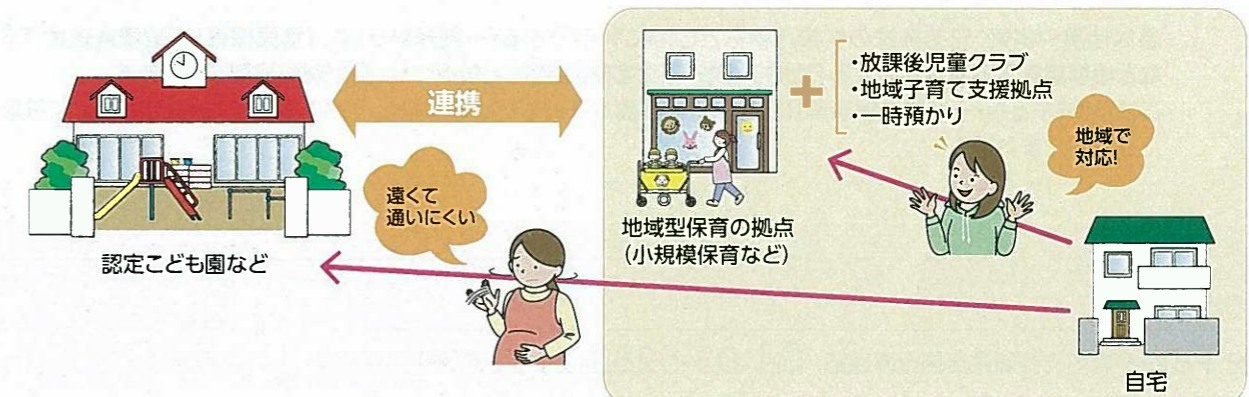 連携
・放課後児童クラブ
・地域子育て支援拠点
・一時預かり
地域で
対応!
遠くて
通いにくい
地域型保育の拠点
(小規模保育など)
認定こども園など
自宅